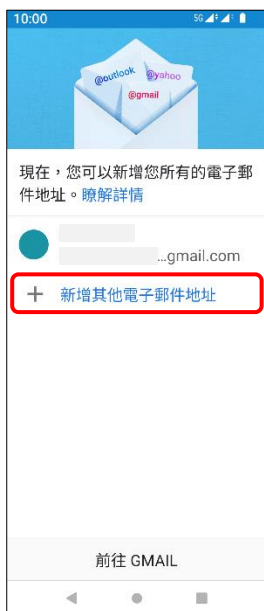 10:00 5G
@outlook @yahoo
@gmail
現在，您可以新增您所有的電子郵
件地址。瞭解詳情
...gmail.com
+ 新增其他電子郵件地址
前往 GMAIL